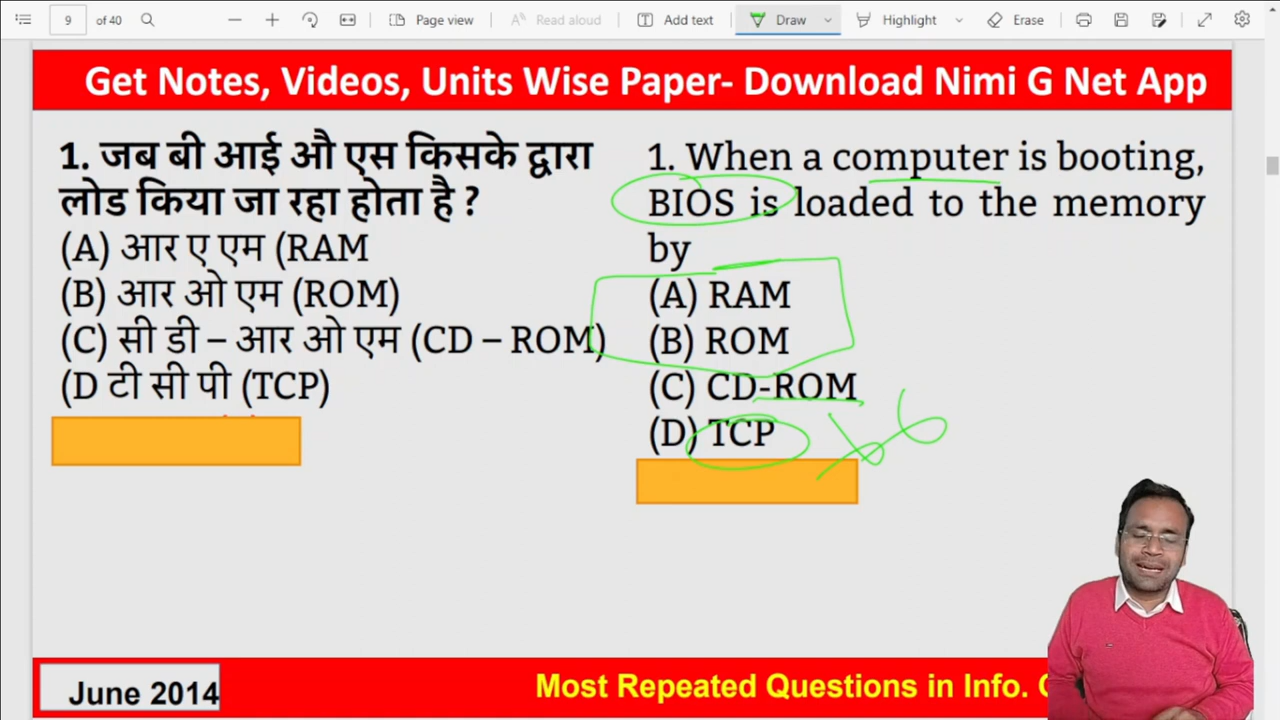 9 of 40
Page view
Read aloud
Add text
Draw
Highlight
Erase
Get Notes, Videos, Units Wise Paper- Download Nimi G Net App
1. जब बी आई औ एस किसके द्वारा
लोड किया जा रहा होता है ?
(A) आर ए एम (RAM
(B) आर ओ एम (ROM)
(C) सी डी – आर ओ एम (CD – ROM)
(D टी सी पी (TCP)
1. When a computer is booting,
BIOS is loaded to the memory
by
(A) RAM
(B) ROM
(C) CD-ROM
(D) TCP
June 2014
Most Repeated Questions in Info.